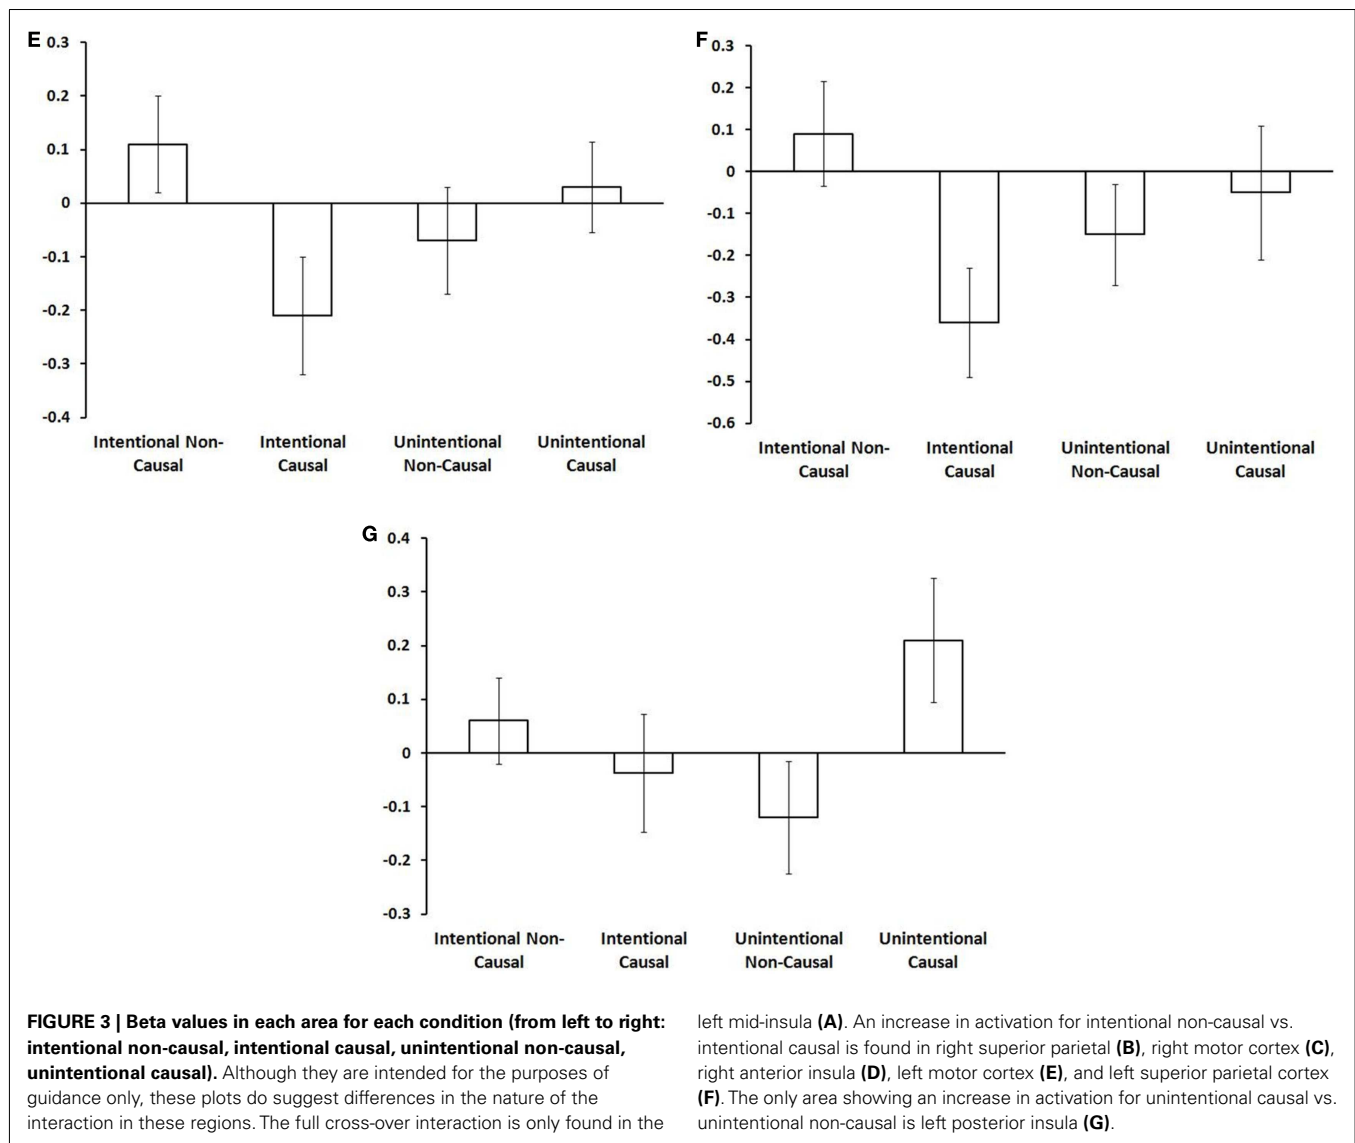 E
0.3
0.2
0.1
0
-0.1
-0.2
-0.3
-0.4
Intentional Non-
Causal
Intentional
Causal
Unintentional
Non-Causal
Unintentional
Causal
F
0.3
0.2
0.1
0
-0.1
-0.2
-0.3
-0.4
-0.5
-0.6
Intentional Non-
Causal
Intentional
Causal
Unintentional
Non-Causal
Unintentional
Causal
G
0.4
0.3
0.2
0.1
0
-0.1
-0.2
-0.3
Intentional Non-
Causal
Intentional
Causal
Unintentional
Non-Causal
Unintentional
Causal
FIGURE 3 | Beta values in each area for each condition (from left to right:
intentional non-causal, intentional causal, unintentional non-causal,
unintentional causal). Although they are intended for the purposes of
guidance only, these plots do suggest differences in the nature of the
interaction in these regions. The full cross-over interaction is only found in the
left mid-insula (A). An increase in activation for intentional non-causal vs.
intentional causal is found in right superior parietal (B), right motor cortex (C),
right anterior insula (D), left motor cortex (E), and left superior parietal cortex
(F). The only area showing an increase in activation for unintentional causal vs.
unintentional non-causal is left posterior insula (G).